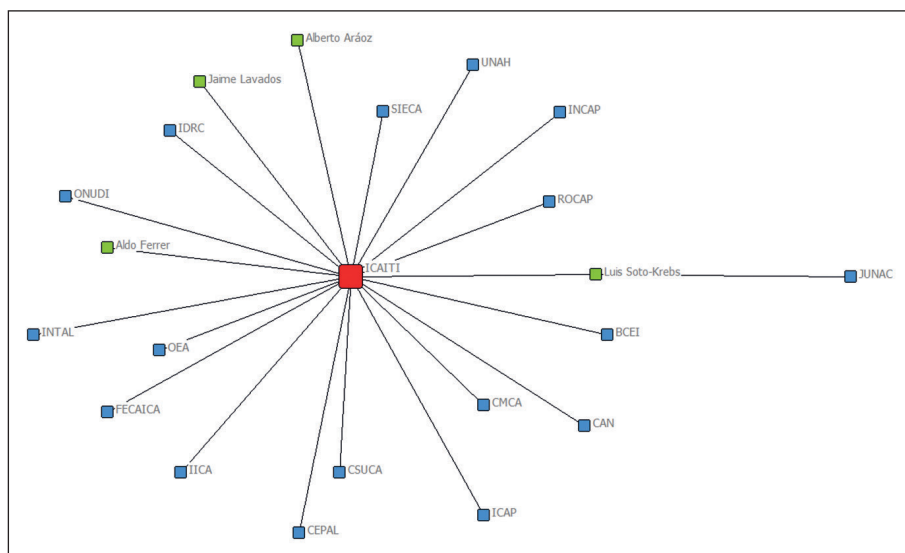 Alberto Aráoz
UNAH
Jaime Lavados
SIECA
INCAP
IDRC
ONUDI
ROCAP
Aldo Ferrer
ICAITI
Luis Soto-Krebs
JUNAC
INTAL
BCEI
OEA
CMCA
FECAICA
CAN
IICA
CSUCA
ICAP
CEPAL